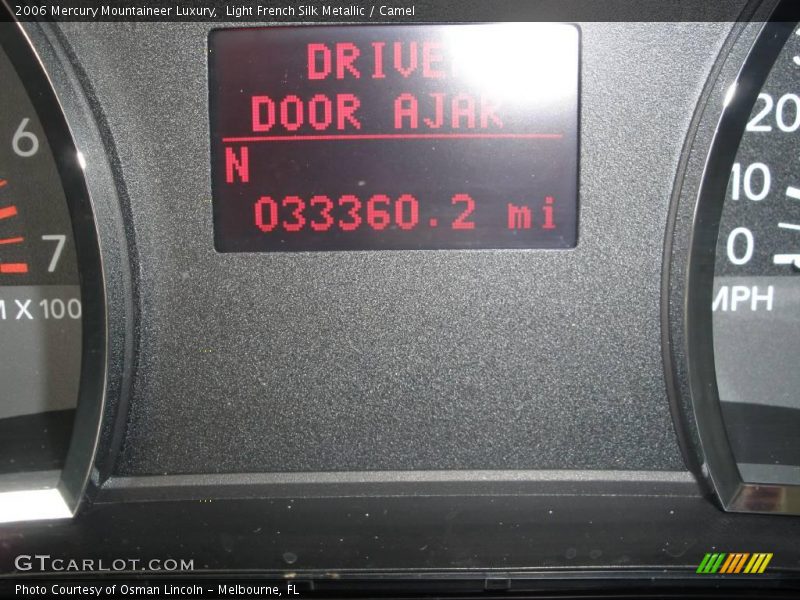 2006 Mercury Mountaineer Luxury,  Light French Silk Metallic / Camel
DRIVER
DOOR AJAR
N
033360.2 mi
6
7
M X 100
20
10
0
MPH
GTCARLOT.COM
Photo Courtesy of Osman Lincoln - Melbourne, FL